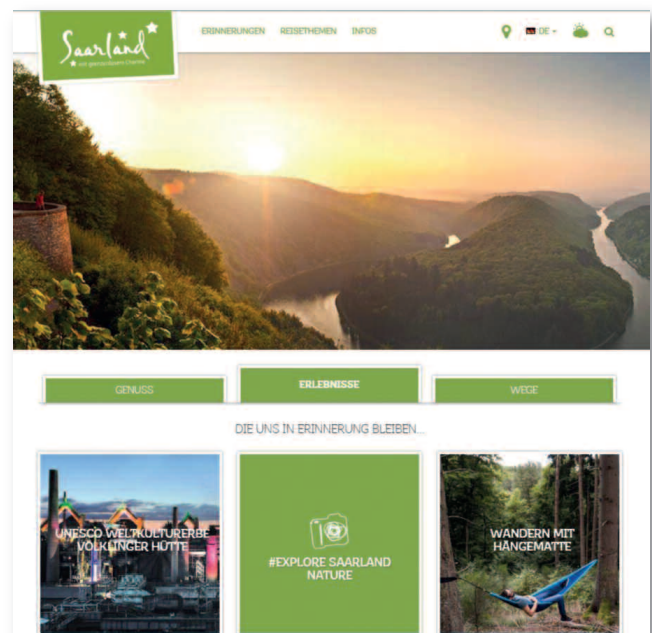 Saarland
ERINNERUNGEN REISETHEMEN INFOS
DE
GENUSS
ERLEBNISSE
WEGE
DIE UNS IN ERINNERUNG BLEIBEN...
UNESCO WELTKULTURERBE
VÖLKLINGER HÜTTE
#EXPLORE SAARLAND
NATURE
WANDERN MIT
HÄNGEMATTE